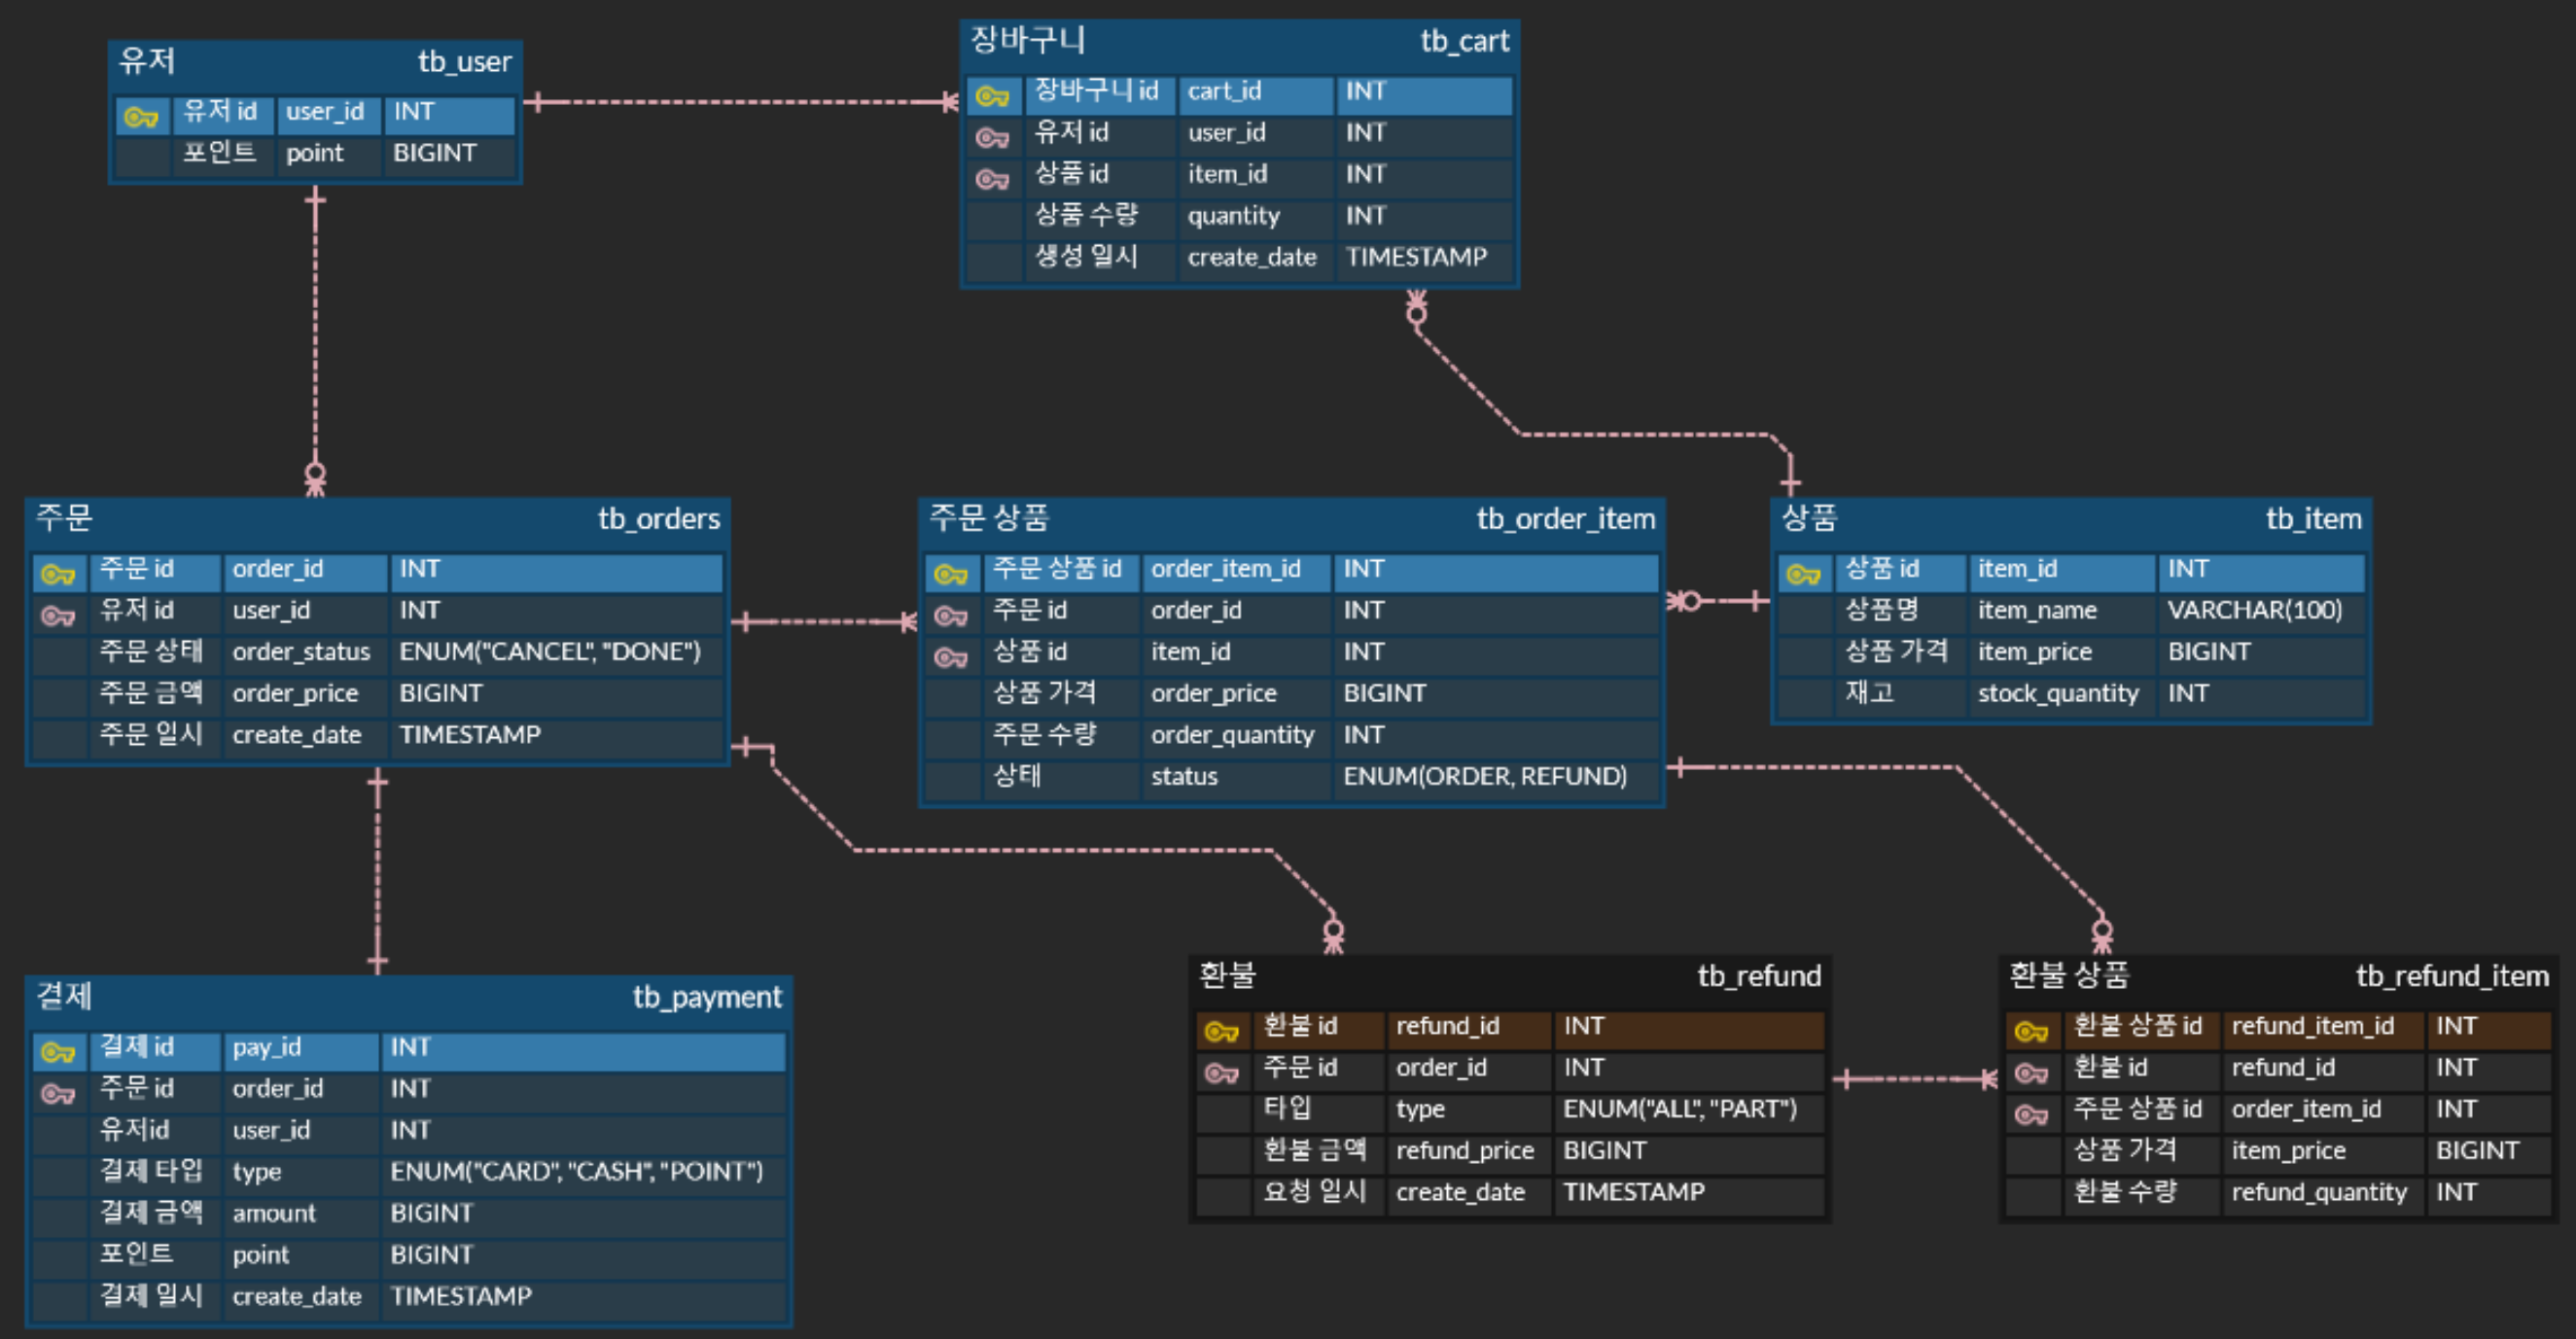 유저 tb_user
유저 id user_id INT
포인트 point BIGINT
장바구니 tb_cart
장바구니 id cart_id INT
유저 id user_id INT
상품 id item_id INT
상품 수량 quantity INT
생성 일시 create_date TIMESTAMP
주문 tb_orders
주문 id order_id INT
유저 id user_id INT
주문 상태 order_status ENUM("CANCEL", "DONE")
주문 금액 order_price BIGINT
주문 일시 create_date TIMESTAMP
주문 상품 tb_order_item
주문 상품 id order_item_id INT
주문 id order_id INT
상품 id item_id INT
상품 가격 order_price BIGINT
주문 수량 order_quantity INT
상태 status ENUM(ORDER, REFUND)
상품 tb_item
상품 id item_id INT
상품명 item_name VARCHAR(100)
상품 가격 item_price BIGINT
재고 stock_quantity INT
결제 tb_payment
결제 id pay_id INT
주문 id order_id INT
유저id user_id INT
결제 타입 type ENUM("CARD", "CASH", "POINT")
결제 금액 amount BIGINT
포인트 point BIGINT
결제 일시 create_date TIMESTAMP
환불 tb_refund
환불 id refund_id INT
주문 id order_id INT
타입 type ENUM("ALL", "PART")
환불 금액 refund_price BIGINT
요청 일시 create_date TIMESTAMP
환불 상품 tb_refund_item
환불 상품 id refund_item_id INT
환불 id refund_id INT
주문 상품 id order_item_id INT
상품 가격 item_price BIGINT
환불 수량 refund_quantity INT